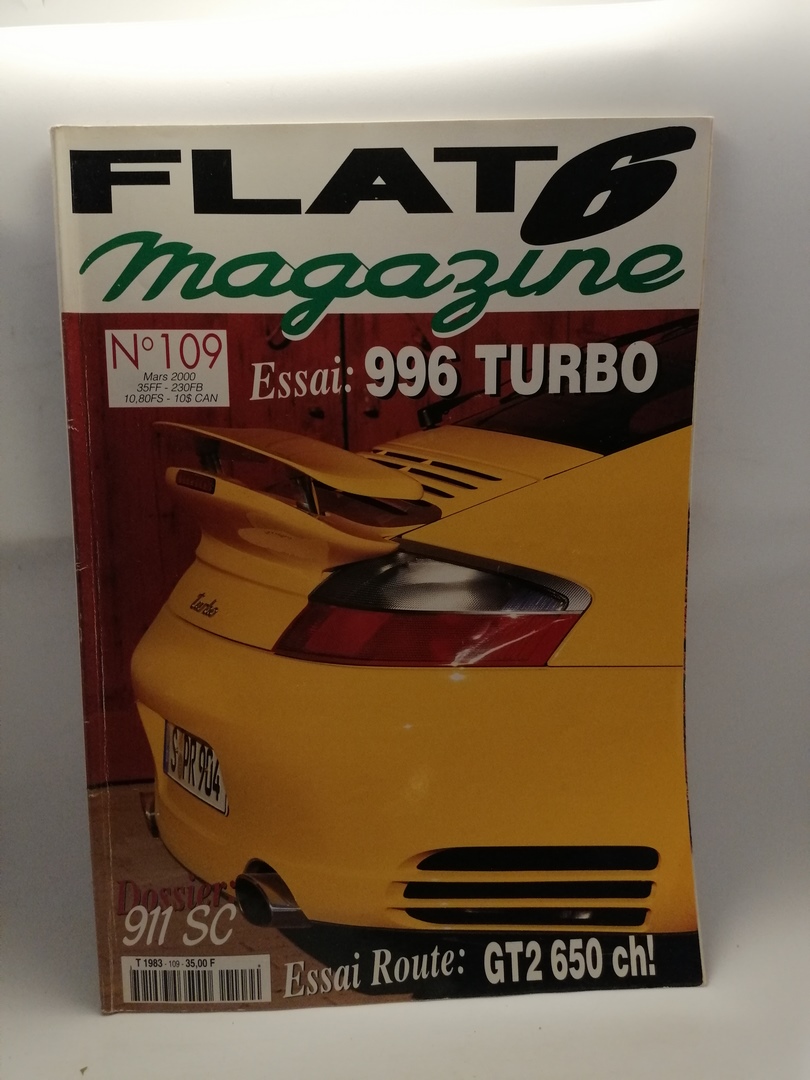 FLAT6
magazine
N° 109
Mars 2000
35FF - 230FB
10,80FS - 10$ CAN
Essai: 996 TURBO
turbo
S PR 904
Dossier:
911 SC
T 1983 - 109 - 35,00 F
Essai Route: GT2 650 ch!